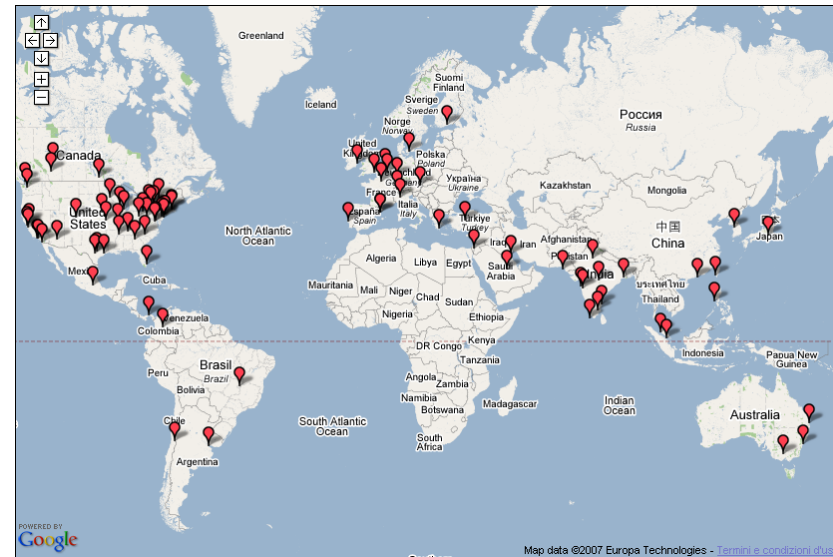 Greenland
Iceland
Suomi
Finland
Sverige
Sweden
Norge
Norway
Россия
Russia
United
Kingdom
Polska
Poland
Canada
Deutschland
Germany
Україна
Ukraine
Kazakhstan
Mongolia
France
Italia
Italy
España
Spain
Türkiye
Turkey
United
States
North Atlantic
Ocean
中国
China
日本
Japan
Iraq
Iran
Afghanistan
Pakistan
Algeria
Libya
Egypt
Saudi
Arabia
India
Mexico
Cuba
Mauritania
Mali
Niger
Chad
Sudan
ประเทศไทย
Thailand
Nigeria
Ethiopia
Venezuela
Colombia
DR Congo
Kenya
Tanzania
Indonesia
Papua New
Guinea
Peru
Brasil
Brazil
Bolivia
Angola
Zambia
Namibia
Botswana
Madagascar
Indian
Ocean
Chile
South Atlantic
Ocean
South
Africa
Australia
Argentina
POWERED BY
Google
Map data ©2007 Europa Technologies - Termini e condizioni d'us